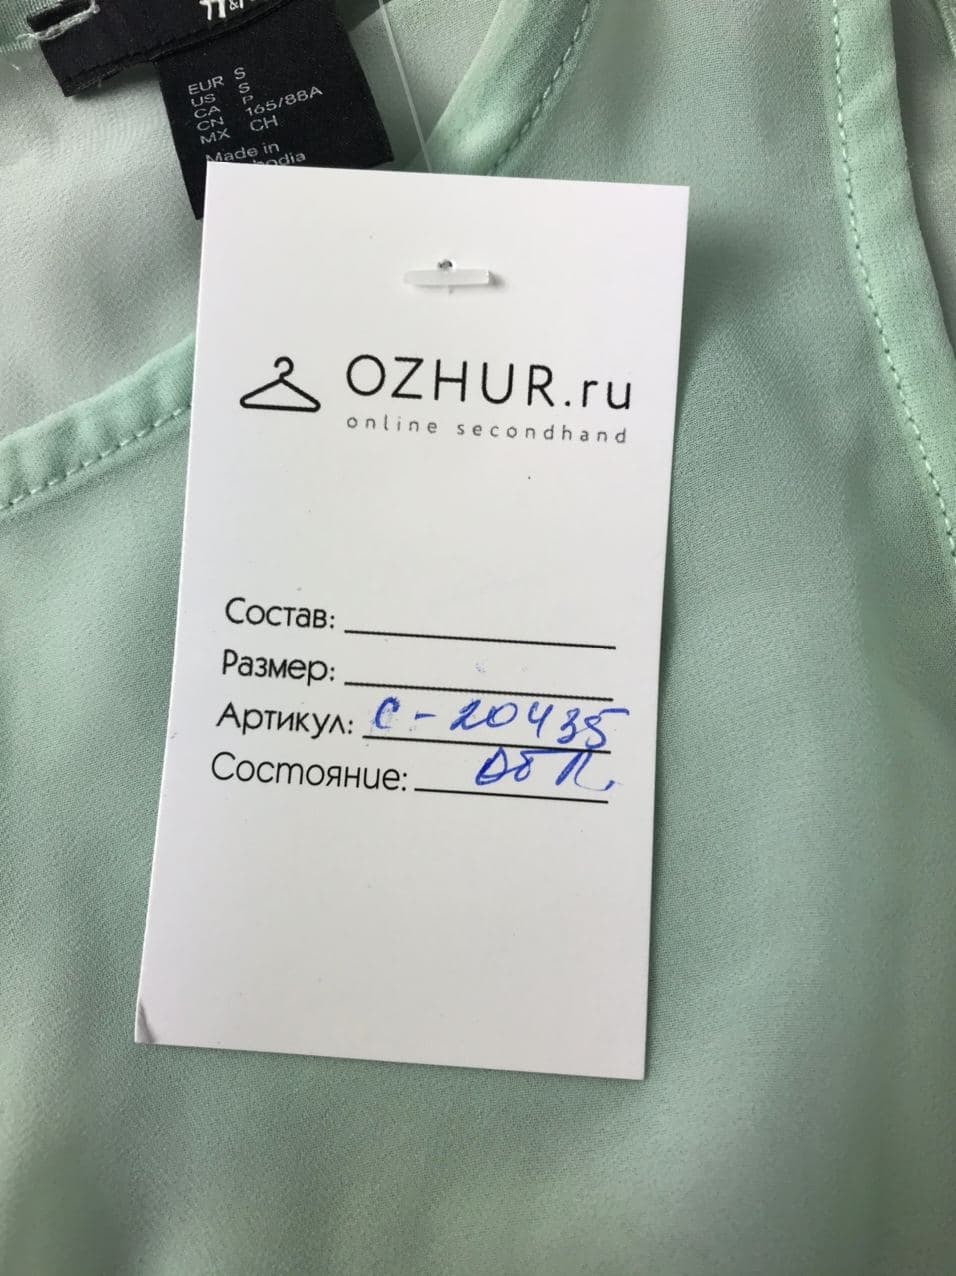 EUR S
US S
CA P
CN 165/88A
MX CH
Made in
OZHUR.ru
online secondhand
Состав:
Размер:
Артикул: С-20435
Состояние: